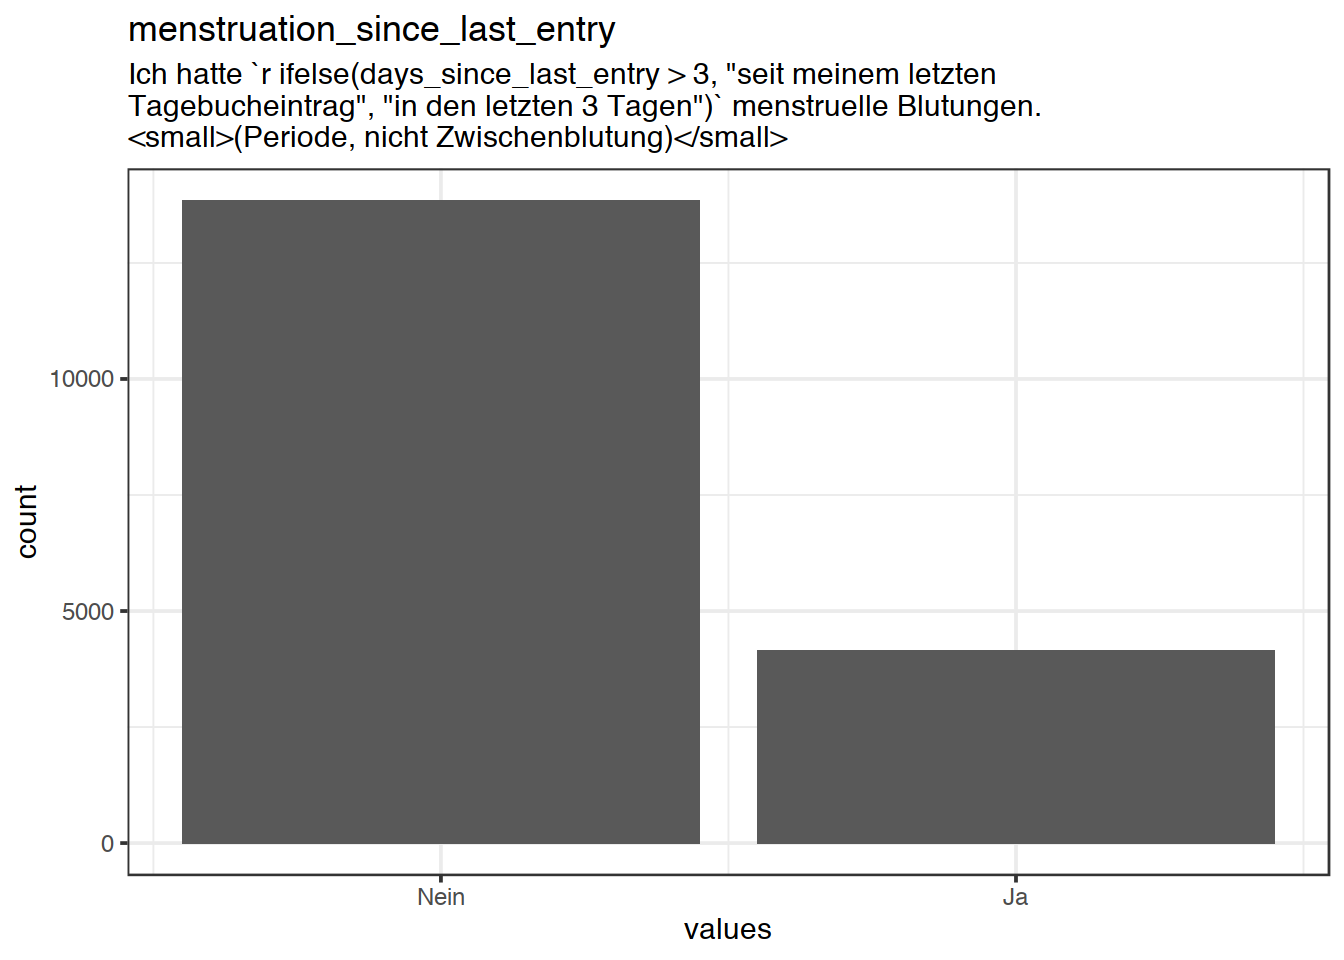 menstruation_since_last_entry
Ich hatte `r ifelse(days_since_last_entry > 3, "seit meinem letzten
Tagebucheintrag", "in den letzten 3 Tagen")` menstruelle Blutungen.
<small>(Periode, nicht Zwischenblutung)</small>
10000
5000
0
count
Nein
Ja
values